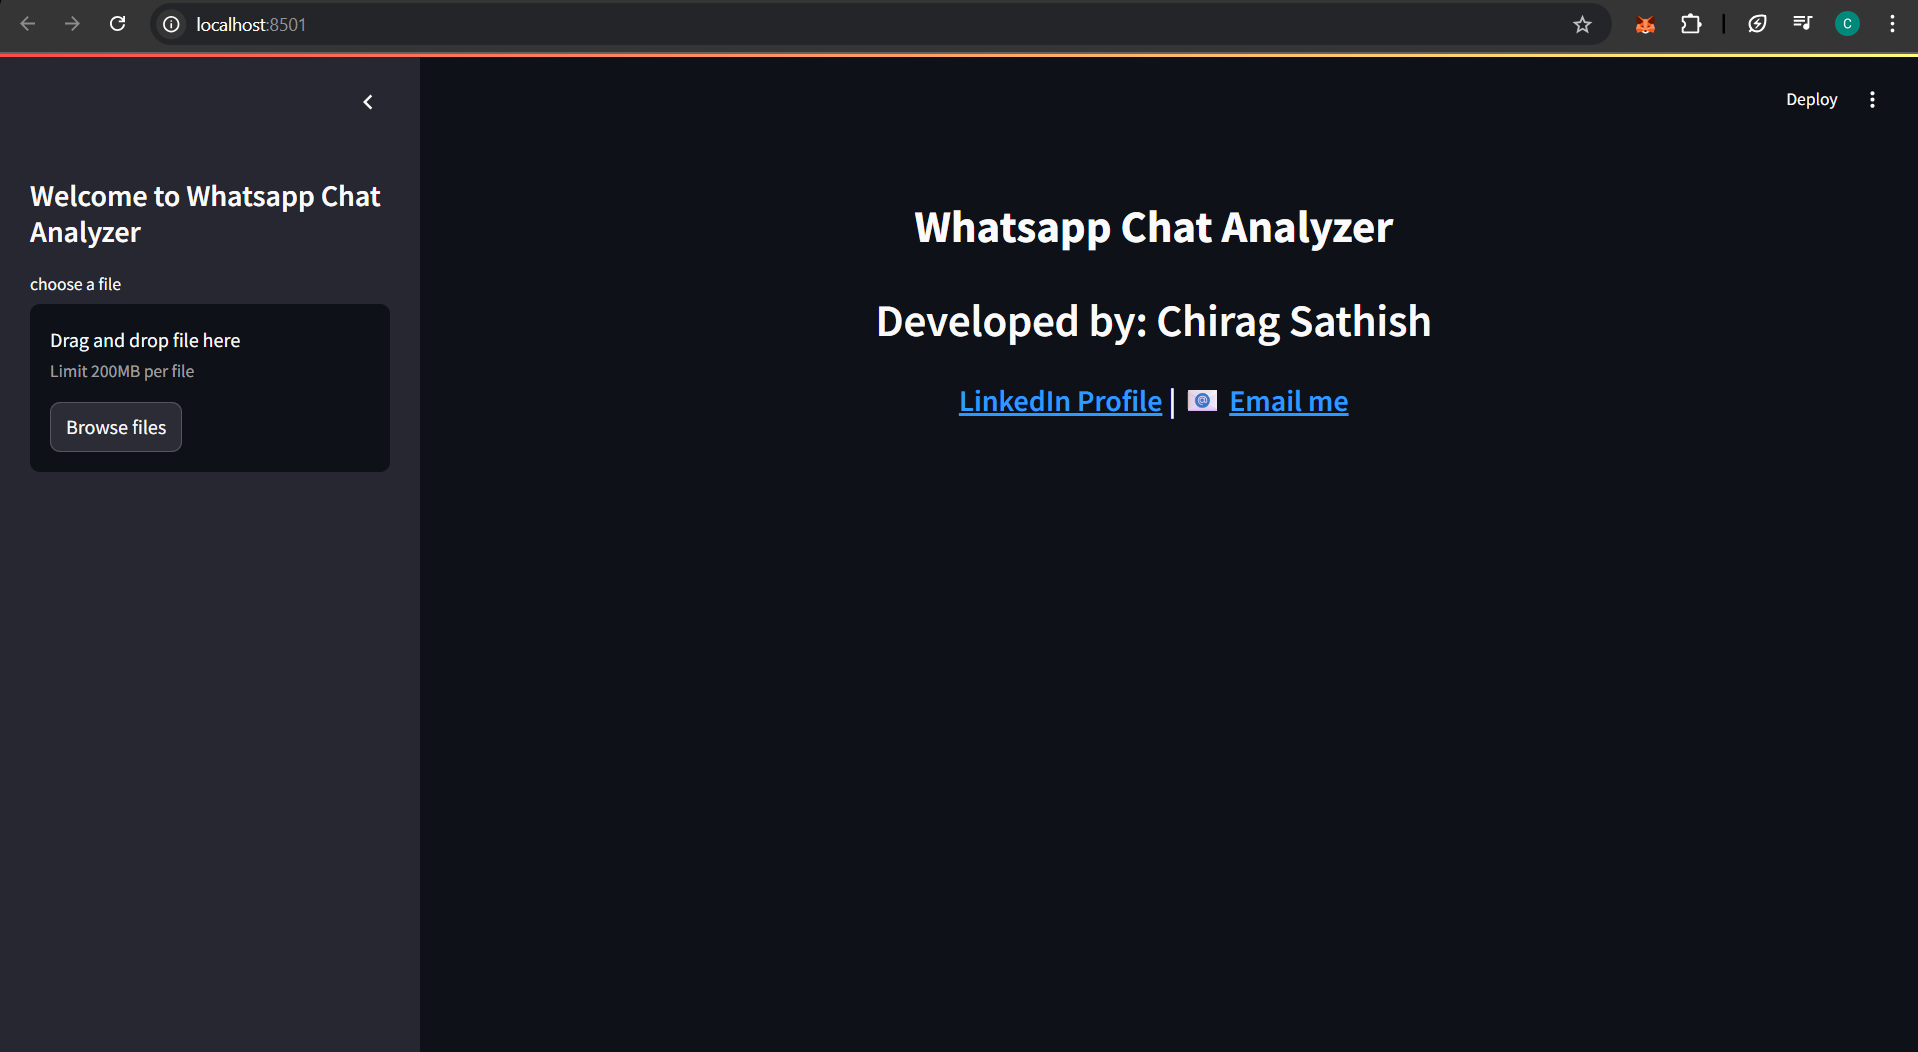 localhost:8501
C
Deploy
Welcome to Whatsapp Chat
Analyzer
choose a file
Drag and drop file here
Limit 200MB per file
Browse files
Whatsapp Chat Analyzer
Developed by: Chirag Sathish
LinkedIn Profile | @ Email me